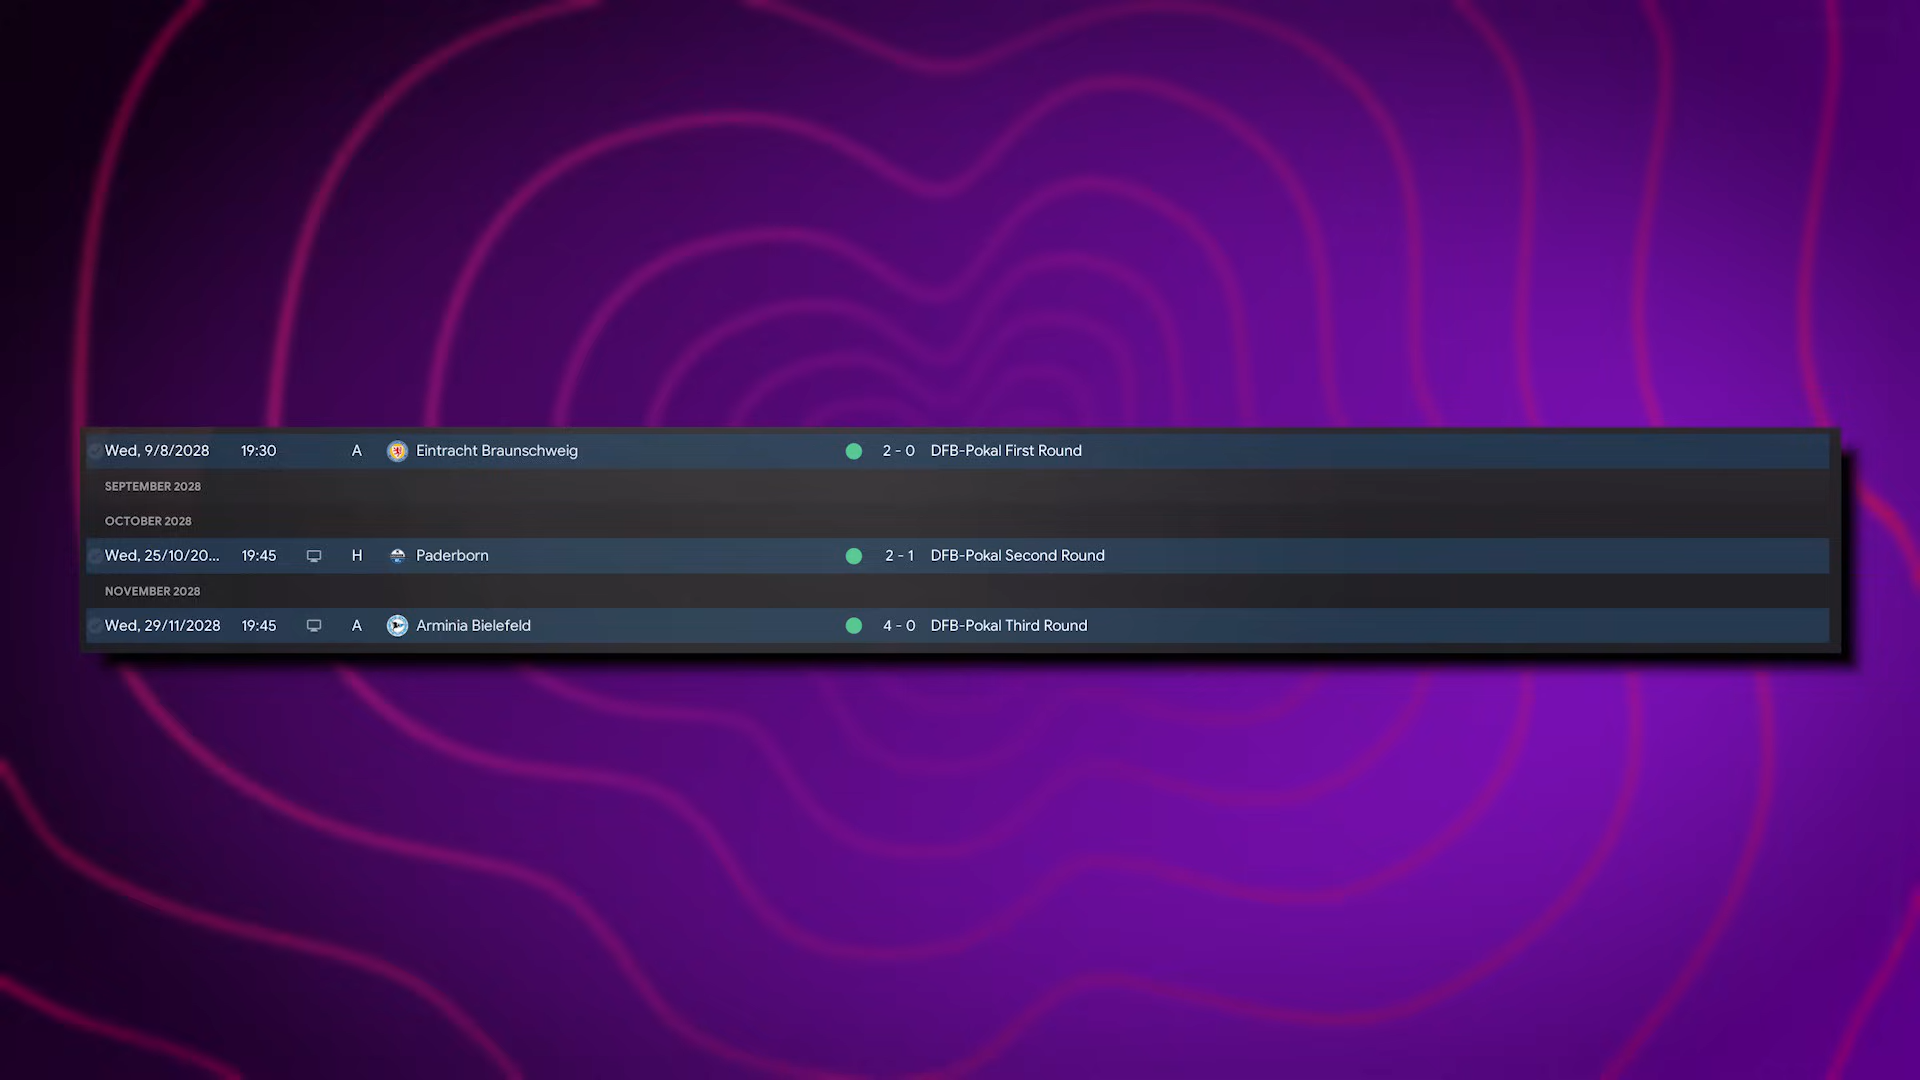 Wed, 9/8/2028 19:30 A Eintracht Braunschweig 2 - 0 DFB-Pokal First Round
SEPTEMBER 2028
OCTOBER 2028
Wed, 25/10/20... 19:45 H Paderborn 2 - 1 DFB-Pokal Second Round
NOVEMBER 2028
Wed, 29/11/2028 19:45 A Arminia Bielefeld 4 - 0 DFB-Pokal Third Round